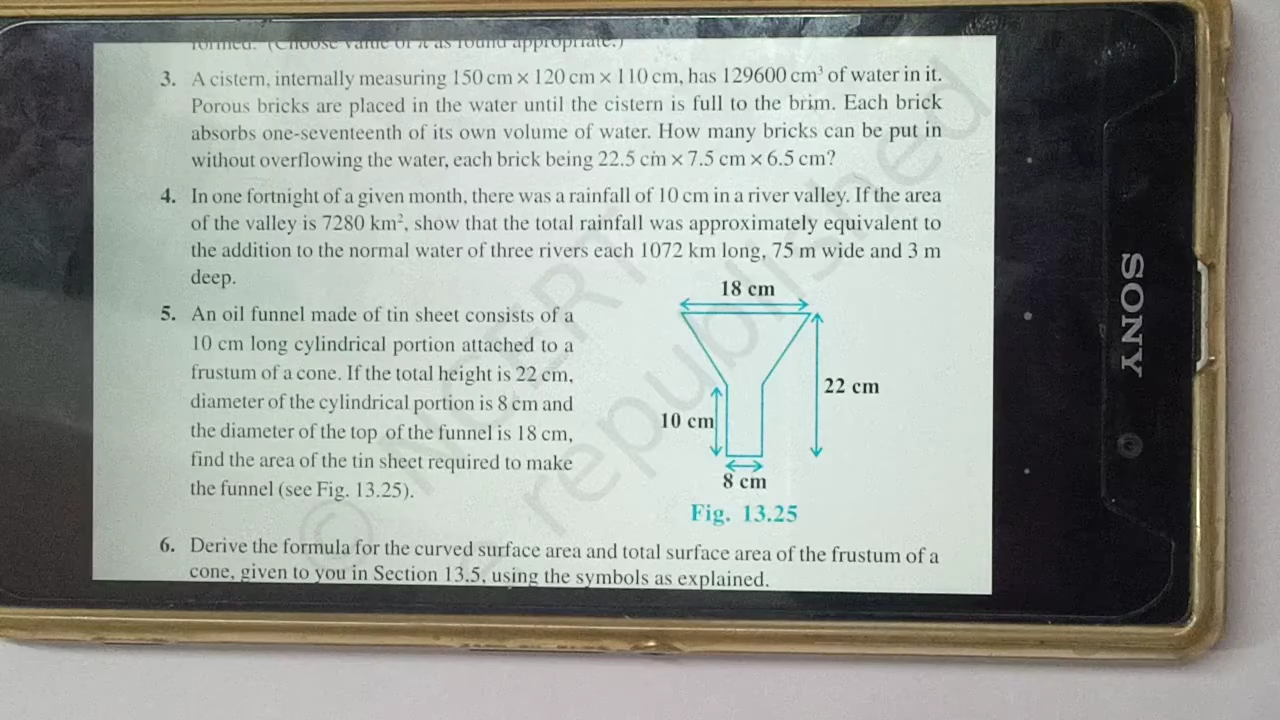 formed. (Choose value of π as found appropriate.)
3. A cistern, internally measuring 150 cm × 120 cm × 110 cm, has 129600 cm³ of water in it.
Porous bricks are placed in the water until the cistern is full to the brim. Each brick
absorbs one-seventeenth of its own volume of water. How many bricks can be put in
without overflowing the water, each brick being 22.5 cm × 7.5 cm × 6.5 cm?
4. In one fortnight of a given month, there was a rainfall of 10 cm in a river valley. If the area
of the valley is 7280 km², show that the total rainfall was approximately equivalent to
the addition to the normal water of three rivers each 1072 km long, 75 m wide and 3 m
deep.
5. An oil funnel made of tin sheet consists of a
10 cm long cylindrical portion attached to a
frustum of a cone. If the total height is 22 cm,
diameter of the cylindrical portion is 8 cm and
the diameter of the top of the funnel is 18 cm,
find the area of the tin sheet required to make
the funnel (see Fig. 13.25).
18 cm
22 cm
10 cm
8 cm
Fig. 13.25
6. Derive the formula for the curved surface area and total surface area of the frustum of a
cone, given to you in Section 13.5, using the symbols as explained.
© NCERT
republished
SONY